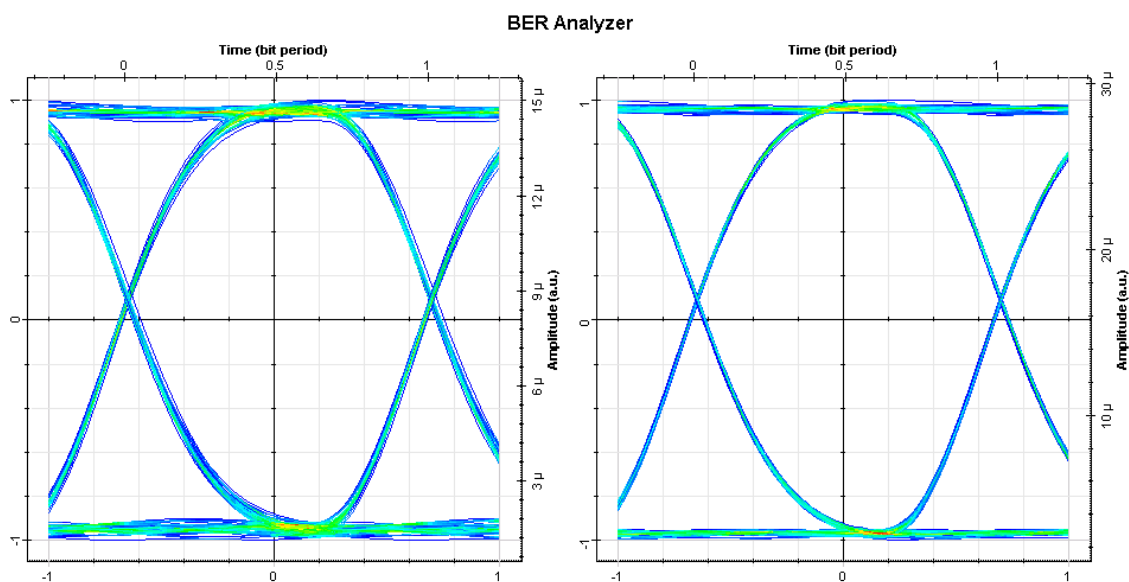 BER Analyzer
Time (bit period)
0 0.5 1
Time (bit period)
0 0.5 1
1
0
-1
15 µ
12 µ
9 µ
6 µ
3 µ
Amplitude (a.u.)
-1 0 1
1
0
-1
30 µ
20 µ
10 µ
Amplitude (a.u.)
-1 0 1